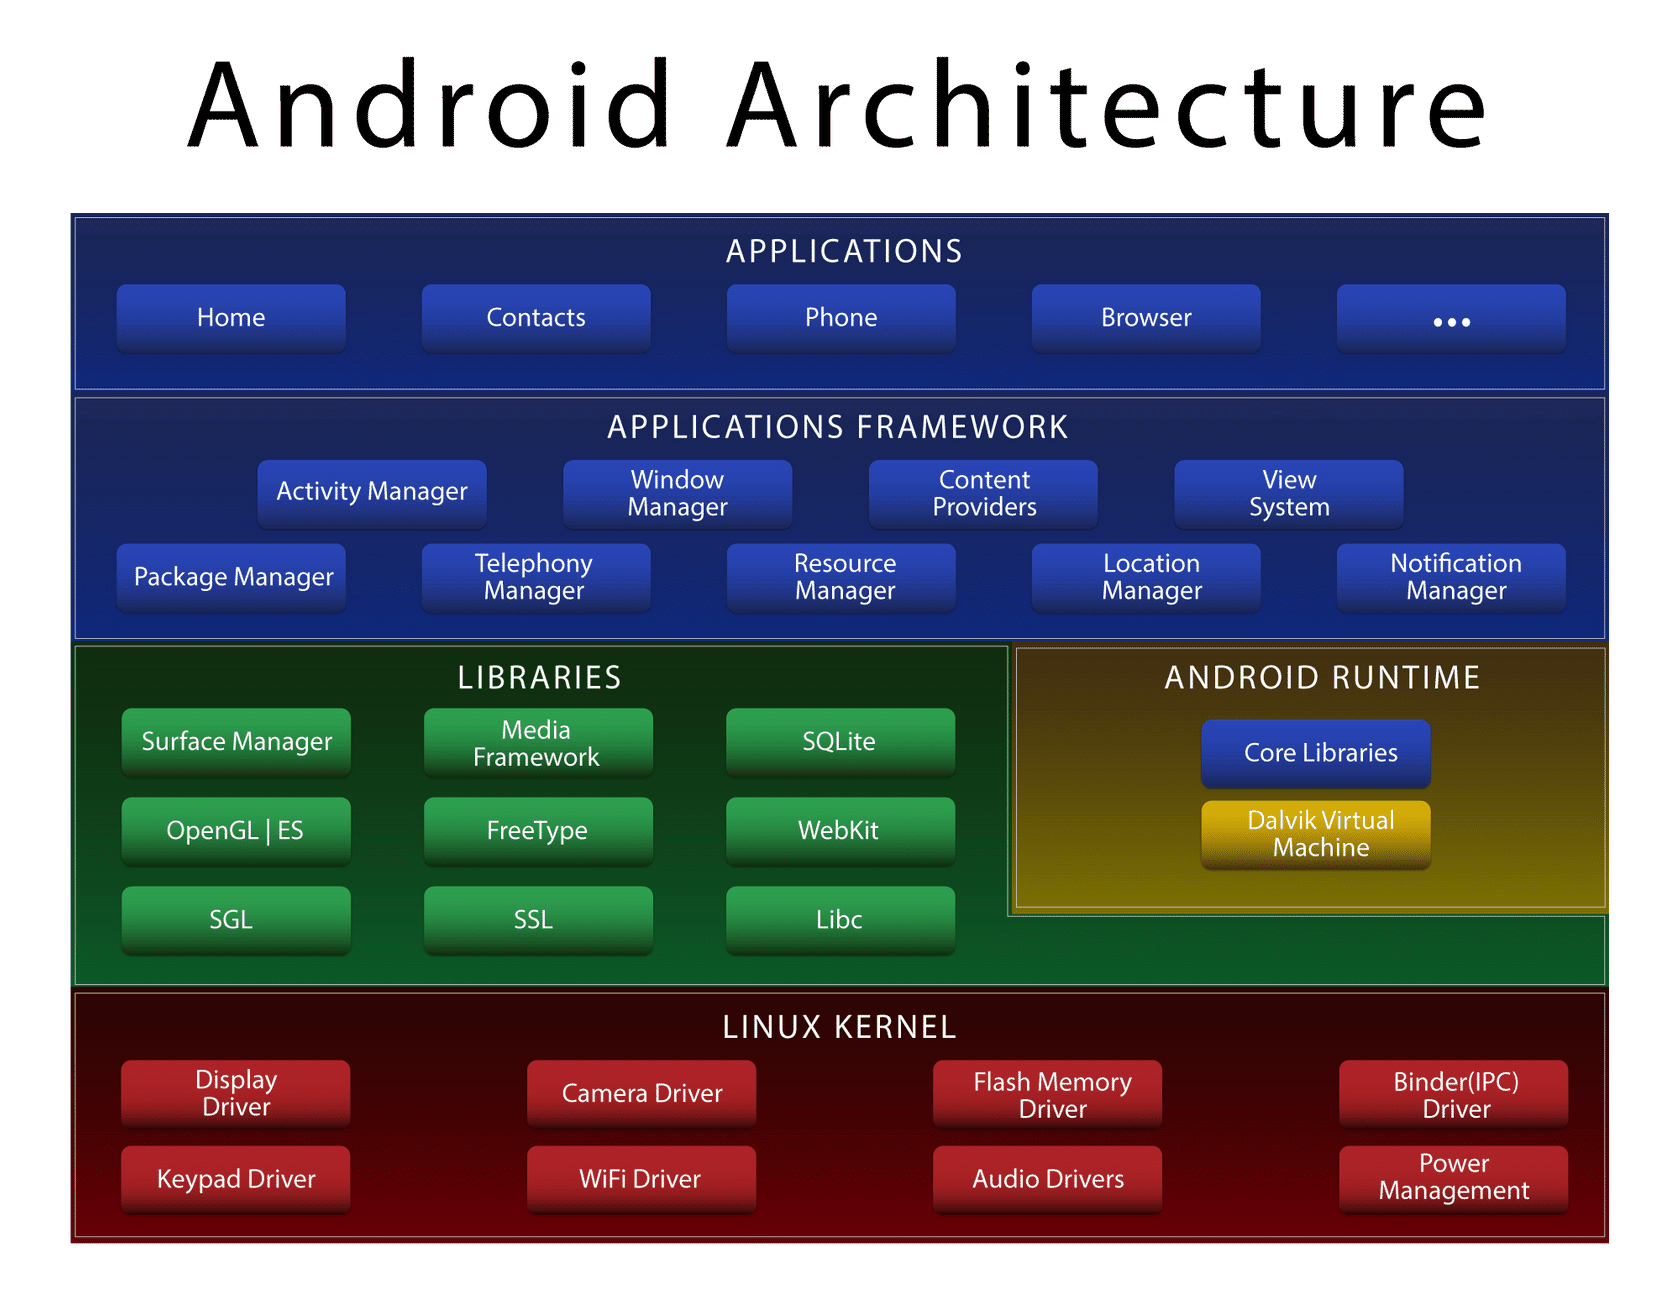 Android Architecture
APPLICATIONS
Home
Contacts
Phone
Browser
...
APPLICATIONS FRAMEWORK
Activity Manager
Window
Manager
Content
Providers
View
System
Package Manager
Telephony
Manager
Resource
Manager
Location
Manager
Notification
Manager
LIBRARIES
Surface Manager
Media
Framework
SQLite
OpenGL | ES
FreeType
WebKit
SGL
SSL
Libc
ANDROID RUNTIME
Core Libraries
Dalvik Virtual
Machine
LINUX KERNEL
Display
Driver
Camera Driver
Flash Memory
Driver
Binder(IPC)
Driver
Keypad Driver
WiFi Driver
Audio Drivers
Power
Management